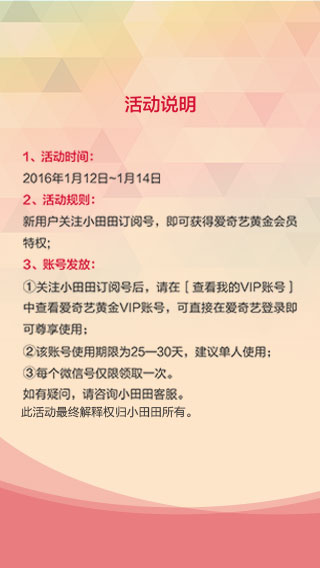 活动说明
1、活动时间：
2016年1月12日~1月14日
2、活动规则：
新用户关注小田田订阅号，即可获得爱奇艺黄金会员
特权；
3、账号发放：
①关注小田田订阅号后，请在［查看我的VIP账号］
中查看爱奇艺黄金VIP账号，可直接在爱奇艺登录即
可尊享使用；
②该账号使用期限为25—30天，建议单人使用；
③每个微信号仅限领取一次。
如有疑问，请咨询小田田客服。
此活动最终解释权归小田田所有。